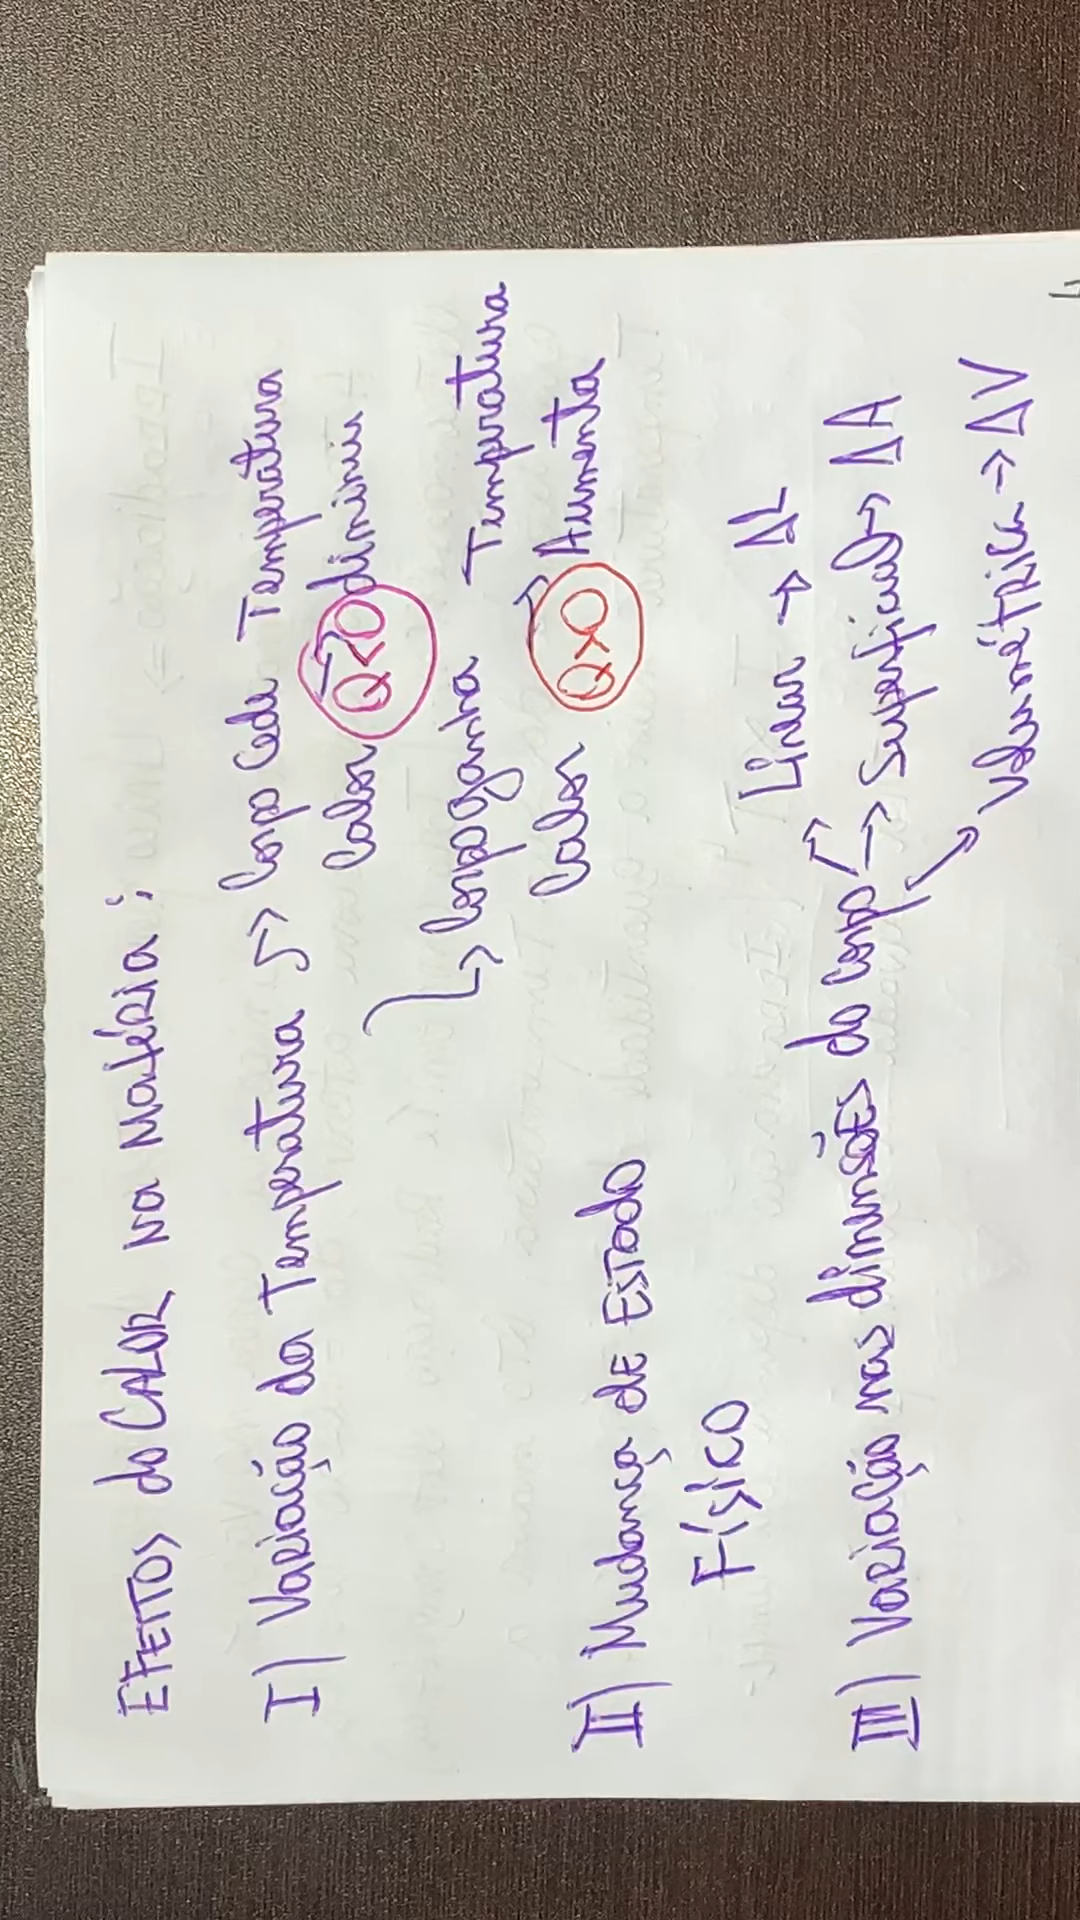 EFEITOS do CALOR na Matéria:
I) Variação da Temperatura → Corpo Cede Temperatura
Calor → diminui
Q<0
↳ Corpo ganha Temperatura
Calor → Aumenta
Q>0
II) Mudança de ESTADO
FÍSICO
Linear → ΔL
III) Variação nas dimensões do corpo → Superficial → ΔA
Volumétrica → ΔV